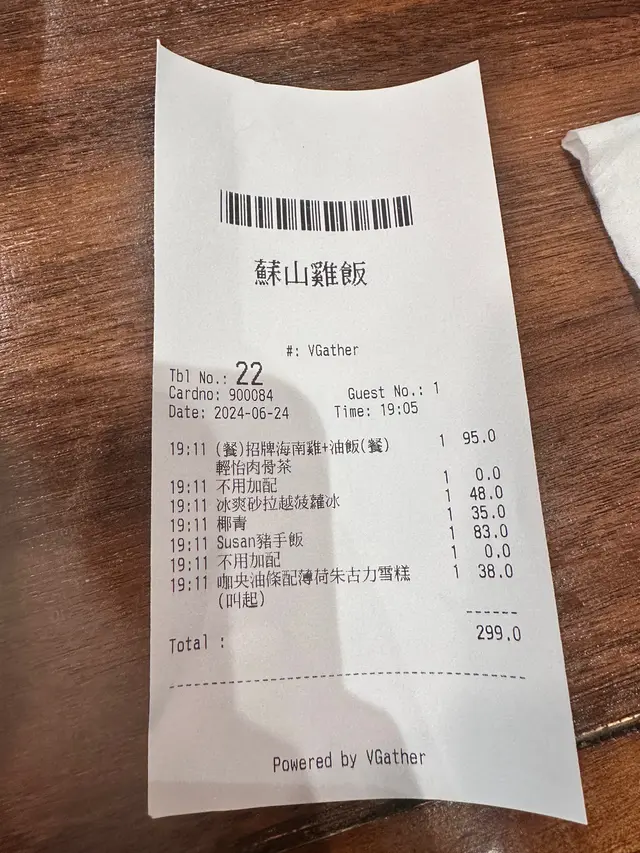 蘇山雞飯
#: VGather
Tbl No.: 22
Cardno: 900084 Guest No.: 1
Date: 2024-06-24 Time: 19:05
19:11 (餐)招牌海南雞+油飯(餐) 1 95.0
輕怡肉骨茶
19:11 不用加配 1 0.0
19:11 冰爽砂拉越菠蘿冰 1 48.0
19:11 椰青 1 35.0
19:11 Susan豬手飯 1 83.0
19:11 不用加配 1 0.0
19:11 咖央油條配薄荷朱古力雪糕 1 38.0
(叫起)
------
Total : 299.0
Powered by VGather